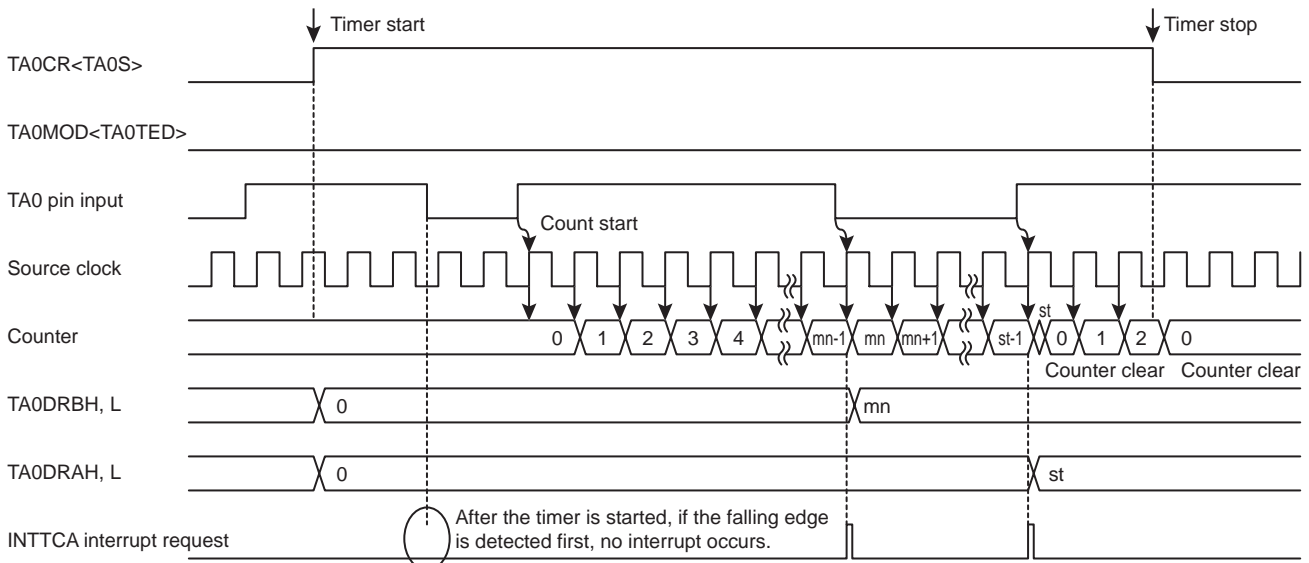 Timer start
Timer stop
TA0CR<TA0S>
TA0MOD<TA0TED>
TA0 pin input
Count start
Source clock
Counter
0 1 2 3 4 mn-1 mn mn+1 st-1 st 0 1 2 0
Counter clear Counter clear
TA0DRBH, L
0 mn
TA0DRAH, L
0 st
INTTCA interrupt request
After the timer is started, if the falling edge
is detected first, no interrupt occurs.